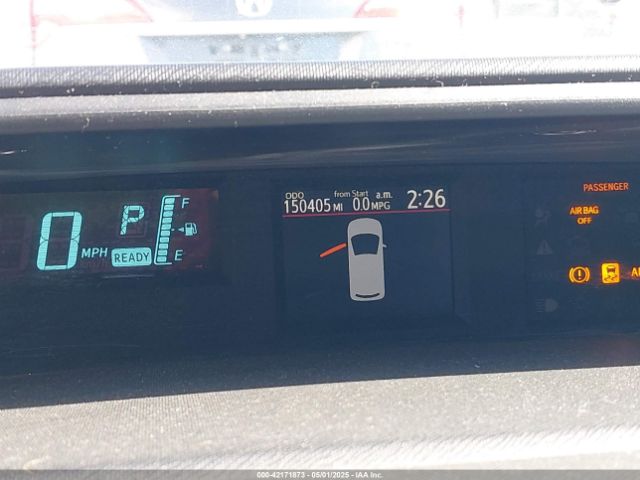 ODO from Start a.m.
150405 MI 0.0 MPG 2:26
PASSENGER
AIR BAG
OFF
0 MPH
P
READY
F
E
000-42171873 - 05/01/2025 - IAA Inc.